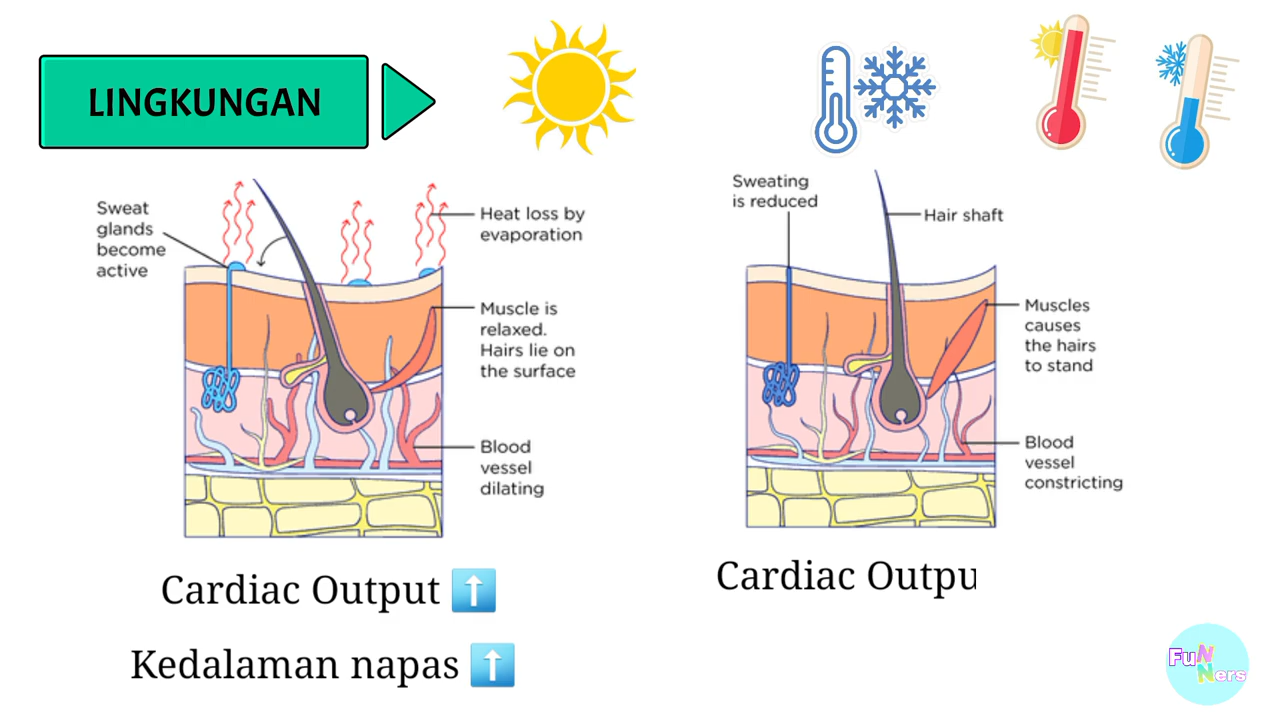 LINGKUNGAN
Sweat
glands
become
active
Heat loss by
evaporation
Muscle is
relaxed.
Hairs lie on
the surface
Blood
vessel
dilating
Cardiac Output
Kedalaman napas
Sweating
is reduced
Hair shaft
Muscles
causes
the hairs
to stand
Blood
vessel
constricting
Cardiac Outpu
FuNNers